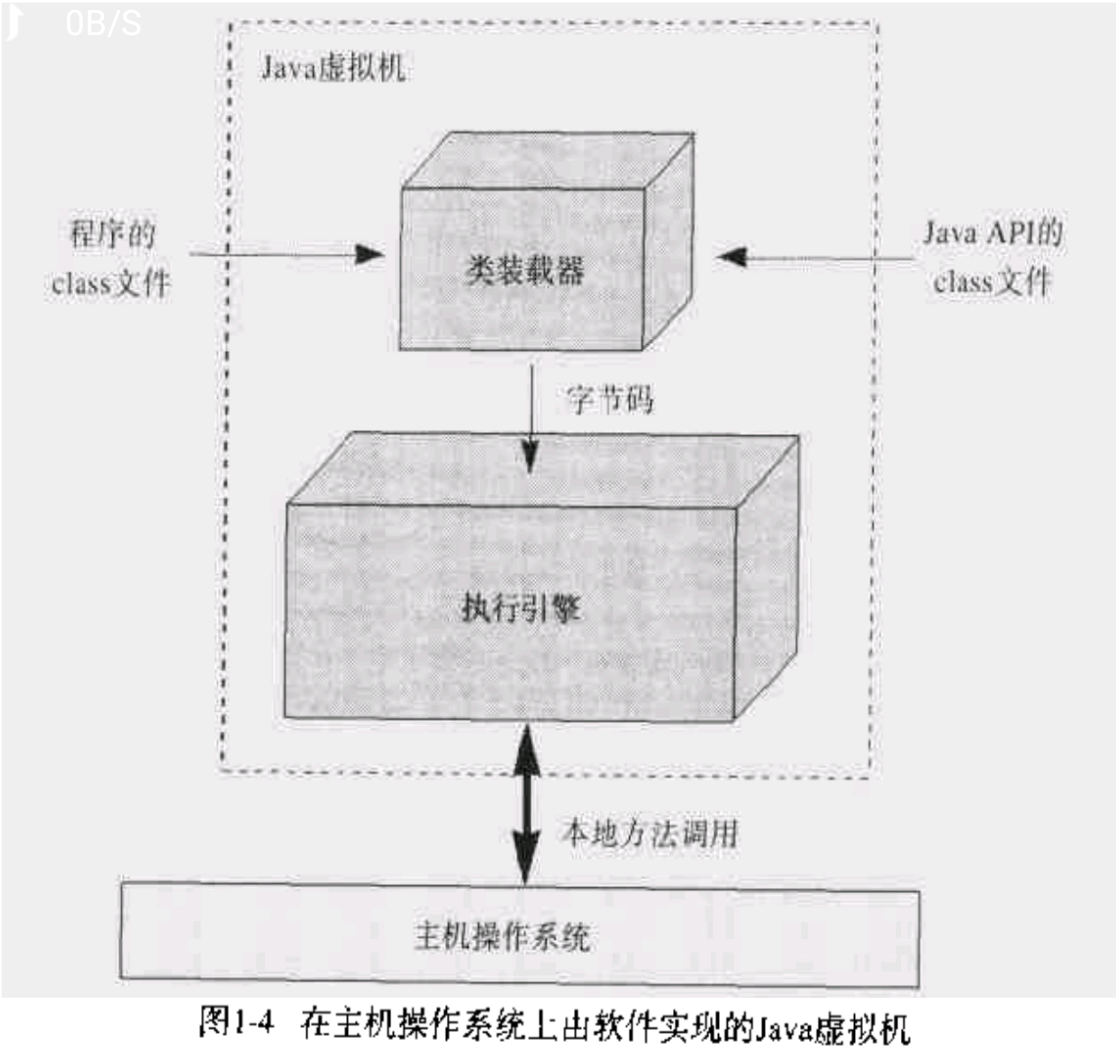 0B/S
Java虚拟机
程序的
class文件
类装载器
Java API的
class文件
字节码
执行引擎
本地方法调用
主机操作系统
图1-4 在主机操作系统上出软件实现的Java虚拟机